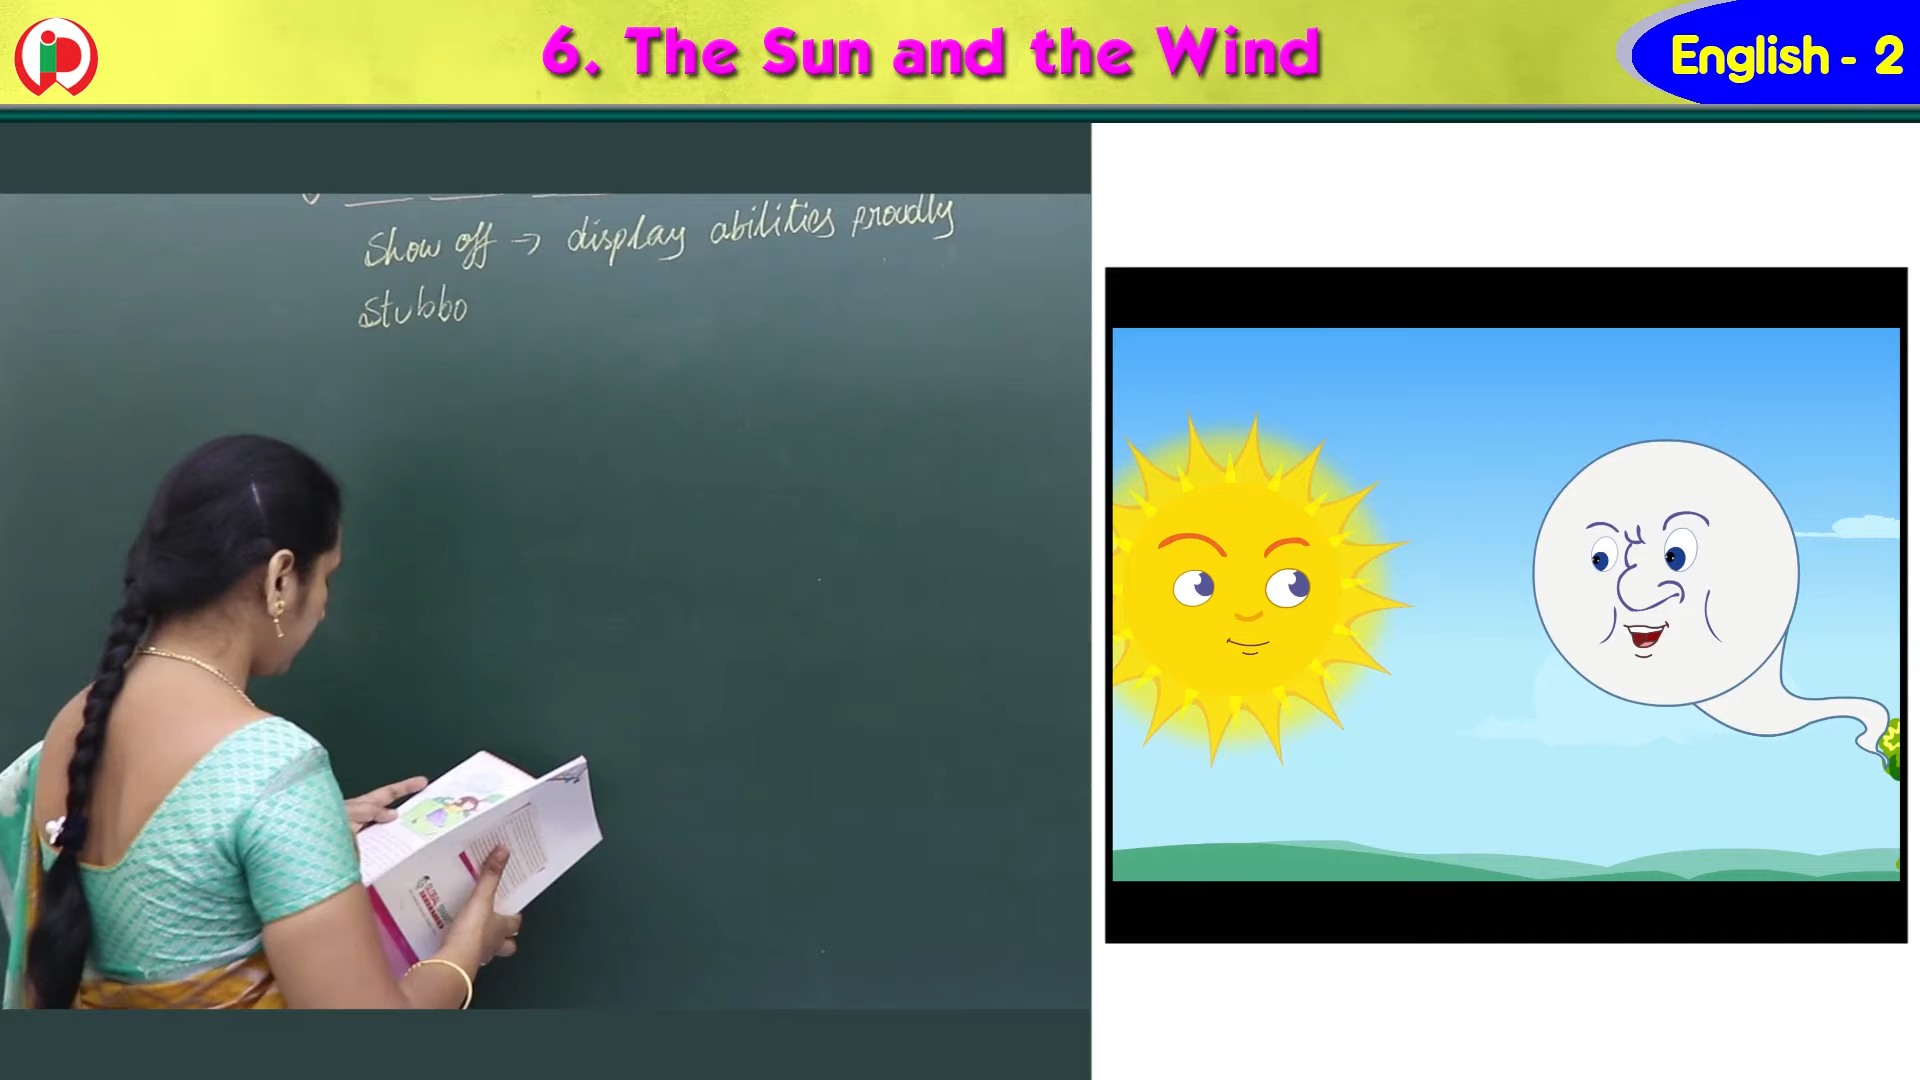 6. The Sun and the Wind
English - 2
Show off → display abilities proudly
Stubbo